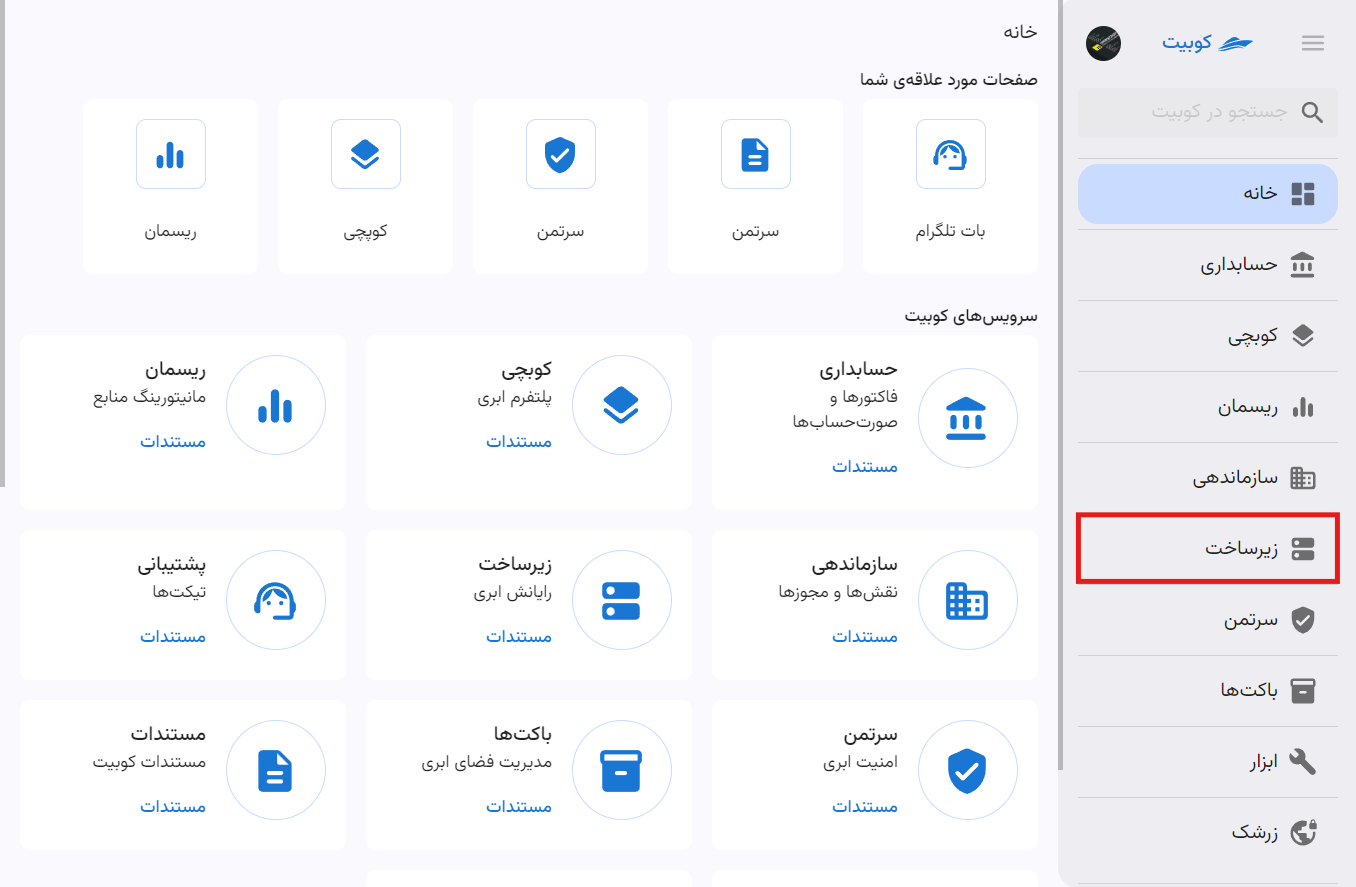 کوبیت
جستجو در کوبیت
خانه
حسابداری
کوبچی
ریسمان
سازماندهی
زیرساخت
سرتمن
باکت‌ها
ابزار
زرشک
خانه
صفحات مورد علاقه‌ی شما
بات تلگرام
سرتمن
سرتمن
کوپچی
ریسمان
سرویس‌های کوبیت
حسابداری
فاکتورها و
صورت‌حساب‌ها
مستندات
کوبچی
پلتفرم ابری
مستندات
ریسمان
مانیتورینگ منابع
مستندات
سازماندهی
نقش‌ها و مجوزها
مستندات
زیرساخت
رایانش ابری
مستندات
پشتیبانی
تیکت‌ها
مستندات
سرتمن
امنیت ابری
مستندات
باکت‌ها
مدیریت فضای ابری
مستندات
مستندات
مستندات کوبیت
مستندات